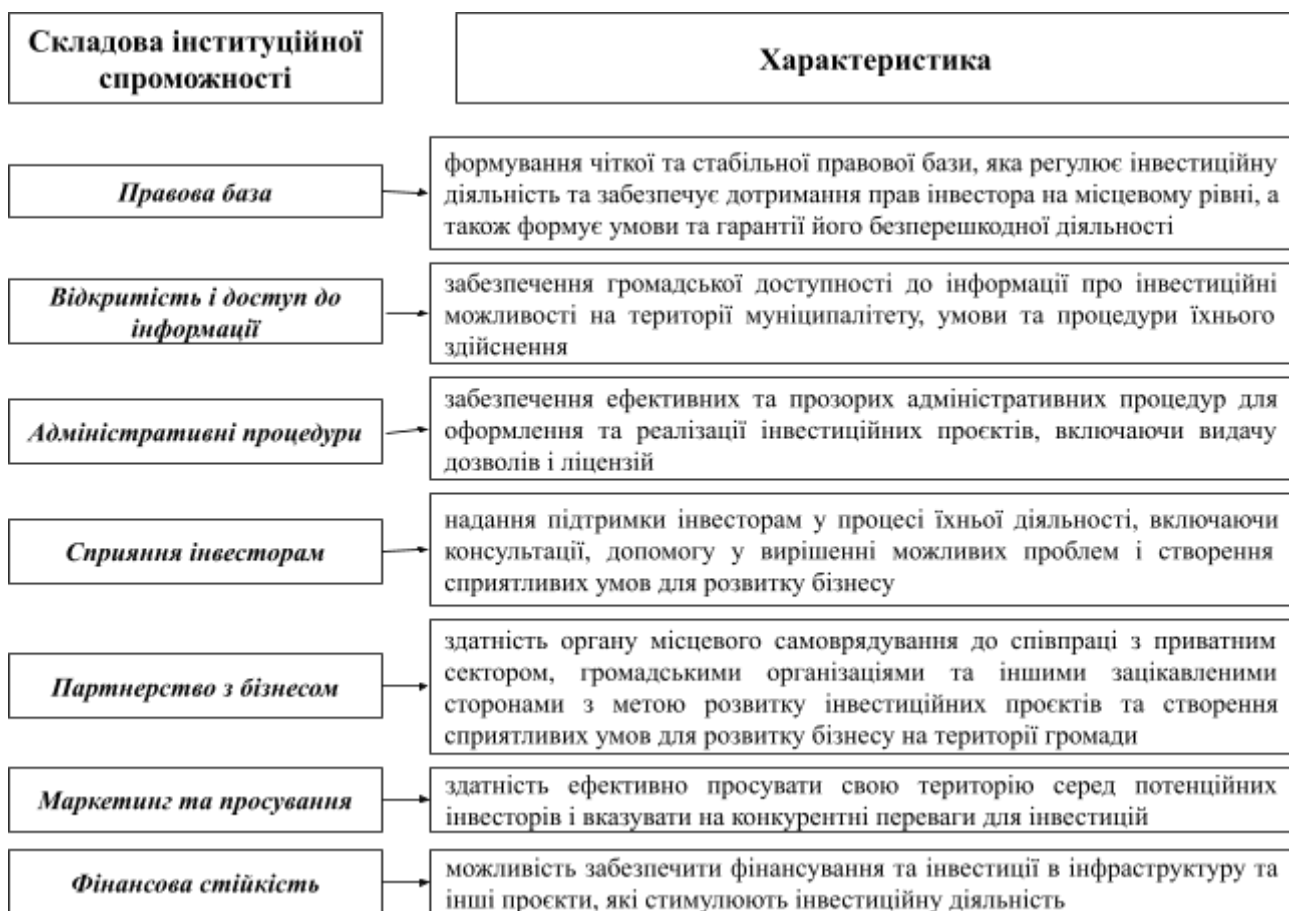 Складова інституційної
спроможності
Характеристика
Правова база
формування чіткої та стабільної правової бази, яка регулює інвестиційну
діяльність та забезпечує дотримання прав інвестора на місцевому рівні, а
також формує умови та гарантії його безперешкодної діяльності
Відкритість і доступ до
інформації
забезпечення громадської доступності до інформації про інвестиційні
можливості на території муніципалітету, умови та процедури їхнього
здійснення
Адміністративні процедури
забезпечення ефективних та прозорих адміністративних процедур для
оформлення та реалізації інвестиційних проєктів, включаючи видачу
дозволів і ліцензій
Сприяння інвесторам
надання підтримки інвесторам у процесі їхньої діяльності, включаючи
консультації, допомогу у вирішенні можливих проблем і створення
сприятливих умов для розвитку бізнесу
Партнерство з бізнесом
здатність органу місцевого самоврядування до співпраці з приватним
сектором, громадськими організаціями та іншими зацікавленими
сторонами з метою розвитку інвестиційних проєктів та створення
сприятливих умов для розвитку бізнесу на території громади
Маркетинг та просування
здатність ефективно просувати свою територію серед потенційних
інвесторів і вказувати на конкурентні переваги для інвестицій
Фінансова стійкість
можливість забезпечити фінансування та інвестиції в інфраструктуру та
інші проєкти, які стимулюють інвестиційну діяльність